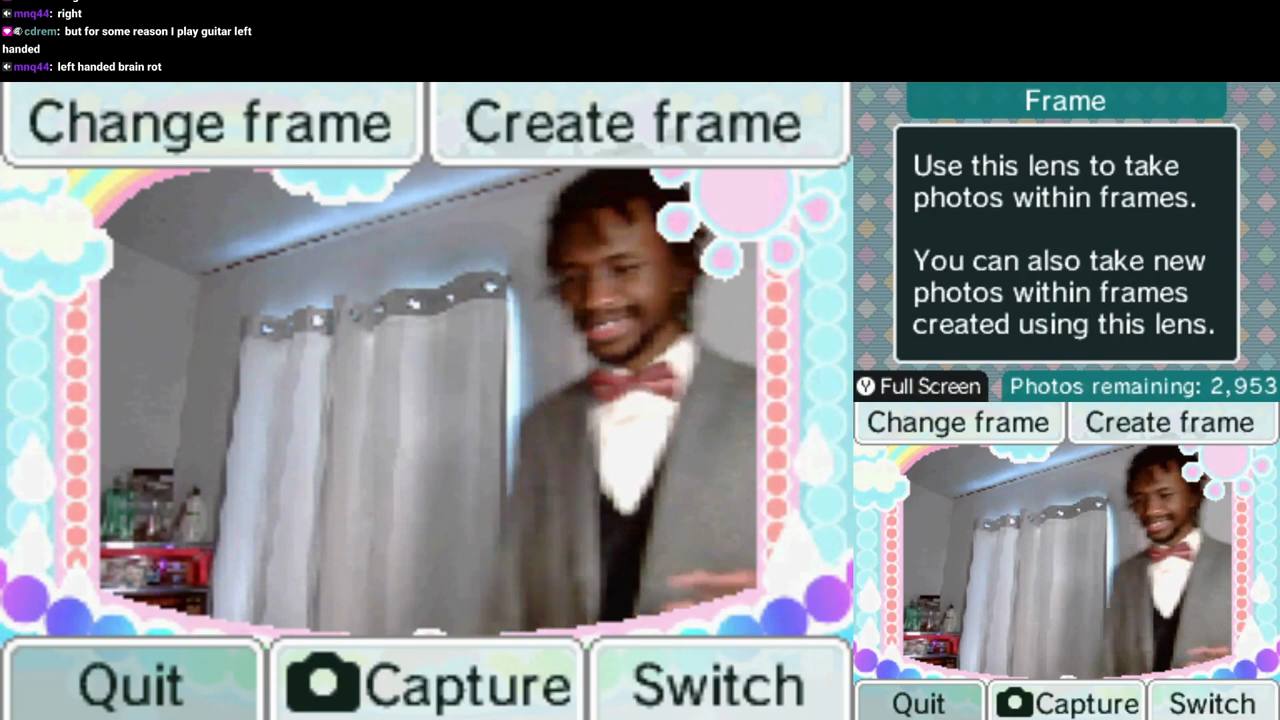 mnq44: right
cdrem: but for some reason I play guitar left
handed
mnq44: left handed brain rot
Change frame
Create frame
Quit
Capture
Switch
Frame
Use this lens to take
photos within frames.
You can also take new
photos within frames
created using this lens.
Y Full Screen
Photos remaining: 2,953
Change frame
Create frame
Quit
Capture
Switch